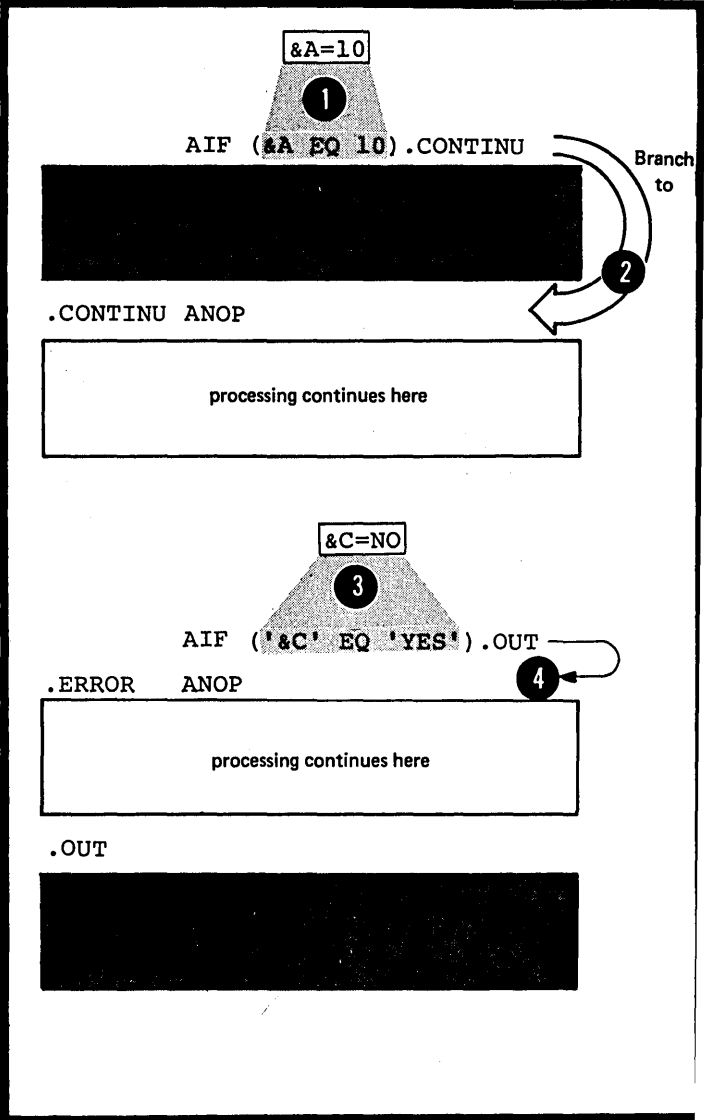 &A=10
1
AIF (&A EQ 10).CONTINU
Branch
to
2
.CONTINU ANOP
processing continues here
&C=NO
3
AIF ('&C' EQ 'YES').OUT
4
.ERROR ANOP
processing continues here
.OUT